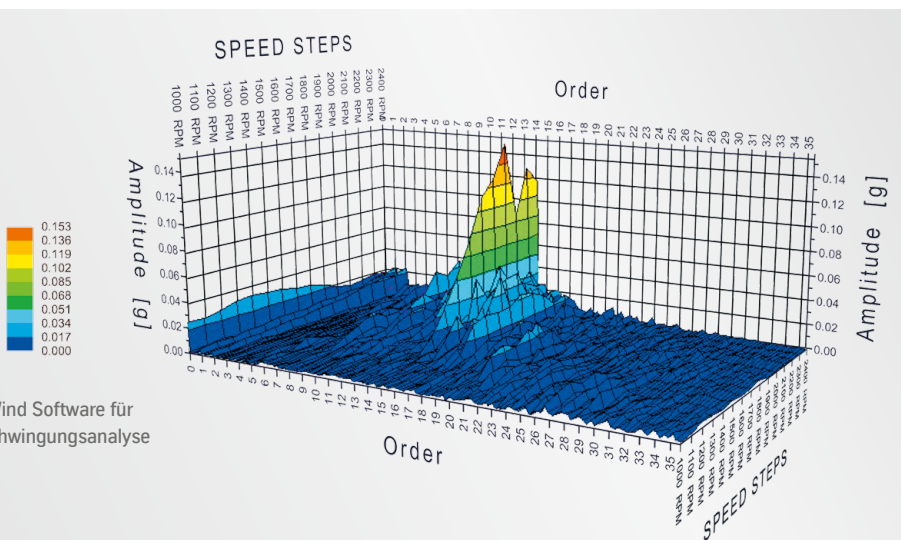 SPEED STEPS
1000 RPM
1100 RPM
1200 RPM
1300 RPM
1400 RPM
1500 RPM
1600 RPM
1700 RPM
1800 RPM
1900 RPM
2000 RPM
2100 RPM
2200 RPM
2300 RPM
2400 RPM
Order
1 2 3 4 5 6 7 8 9 10 11 12 13 14 15 16 17 18 19 20 21 22 23 24 25 26 27 28 29 30 31 32 33 34 35
Amplitude [g]
0.14
0.12
0.10
0.08
0.06
0.04
0.02
0.00
Amplitude [g]
0.14
0.12
0.10
0.08
0.06
0.04
0.02
0.00
0.153
0.136
0.119
0.102
0.085
0.068
0.051
0.034
0.017
0.000
0 1 2 3 4 5 6 7 8 9 10 11 12 13 14 15 16 17 18 19 20 21 22 23 24 25 26 27 28 29 30 31 32 33 34 35
Order
1000 RPM
1100 RPM
1200 RPM
1300 RPM
1400 RPM
1500 RPM
1600 RPM
1700 RPM
1800 RPM
1900 RPM
2000 RPM
2100 RPM
2200 RPM
2300 RPM
2400 RPM
SPEED STEPS
Wind Software für
hwingungsanalyse